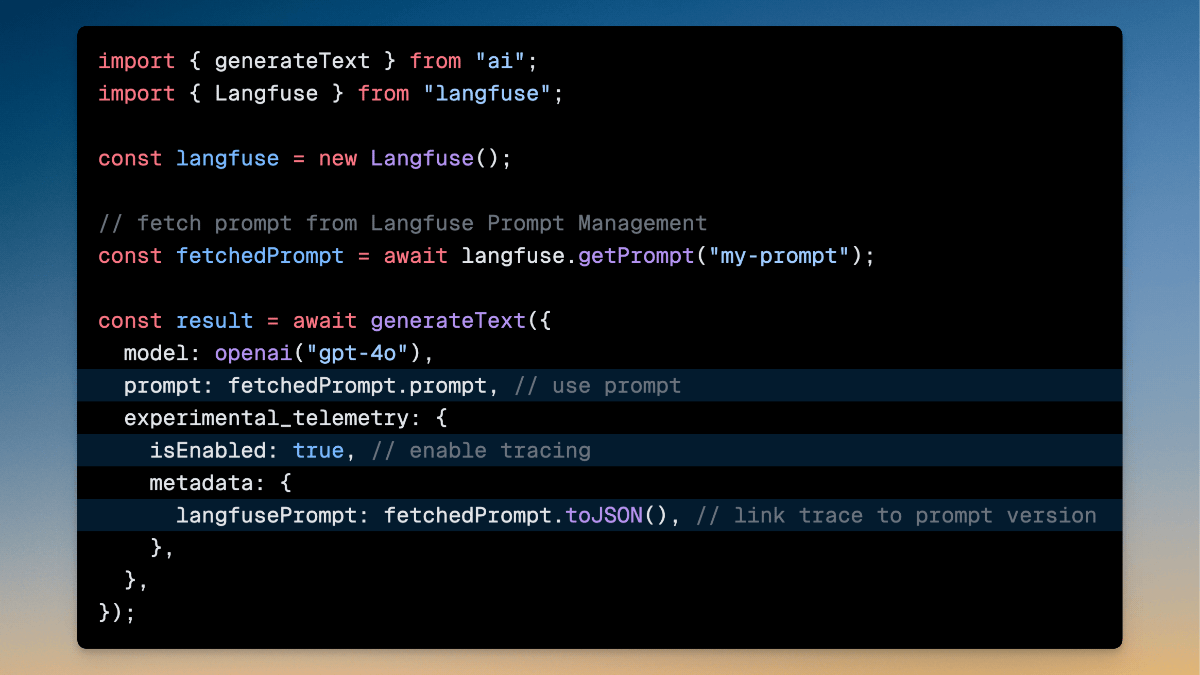 import { generateText } from "ai";
import { Langfuse } from "langfuse";

const langfuse = new Langfuse();

// fetch prompt from Langfuse Prompt Management
const fetchedPrompt = await langfuse.getPrompt("my-prompt");

const result = await generateText({
  model: openai("gpt-4o"),
  prompt: fetchedPrompt.prompt, // use prompt
  experimental_telemetry: {
    isEnabled: true, // enable tracing
    metadata: {
      langfusePrompt: fetchedPrompt.toJSON(), // link trace to prompt version
    },
  },
});